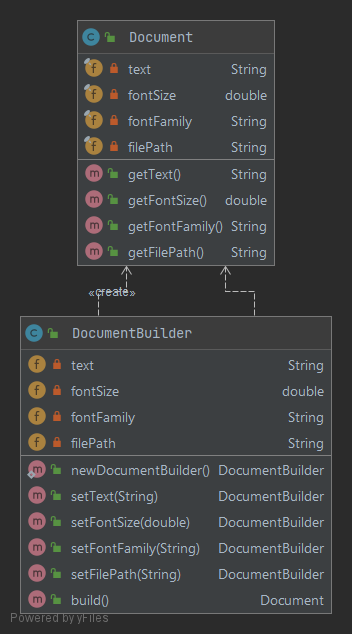 C Document
f text String
f fontSize double
f fontFamily String
f filePath String
m getText() String
m getFontSize() double
m getFontFamily() String
m getFilePath() String
«create»
C DocumentBuilder
f text String
f fontSize double
f fontFamily String
f filePath String
m newDocumentBuilder() DocumentBuilder
m setText(String) DocumentBuilder
m setFontSize(double) DocumentBuilder
m setFontFamily(String) DocumentBuilder
m setFilePath(String) DocumentBuilder
m build() Document
Powered by yFiles